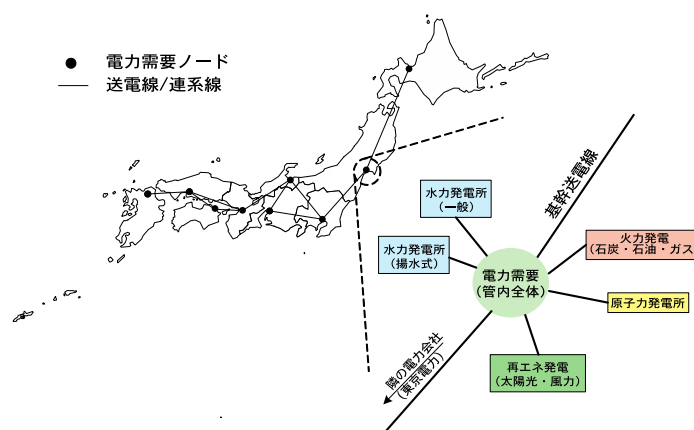 電力需要ノード
送電線/連系線
基幹送電線
水力発電所
(一般)
水力発電所
(揚水式)
火力発電
(石炭・石油・ガス
電力需要
(管内全体)
原子力発電所
再エネ発電
(太陽光・風力)
隣の電力会社
(東京電力)